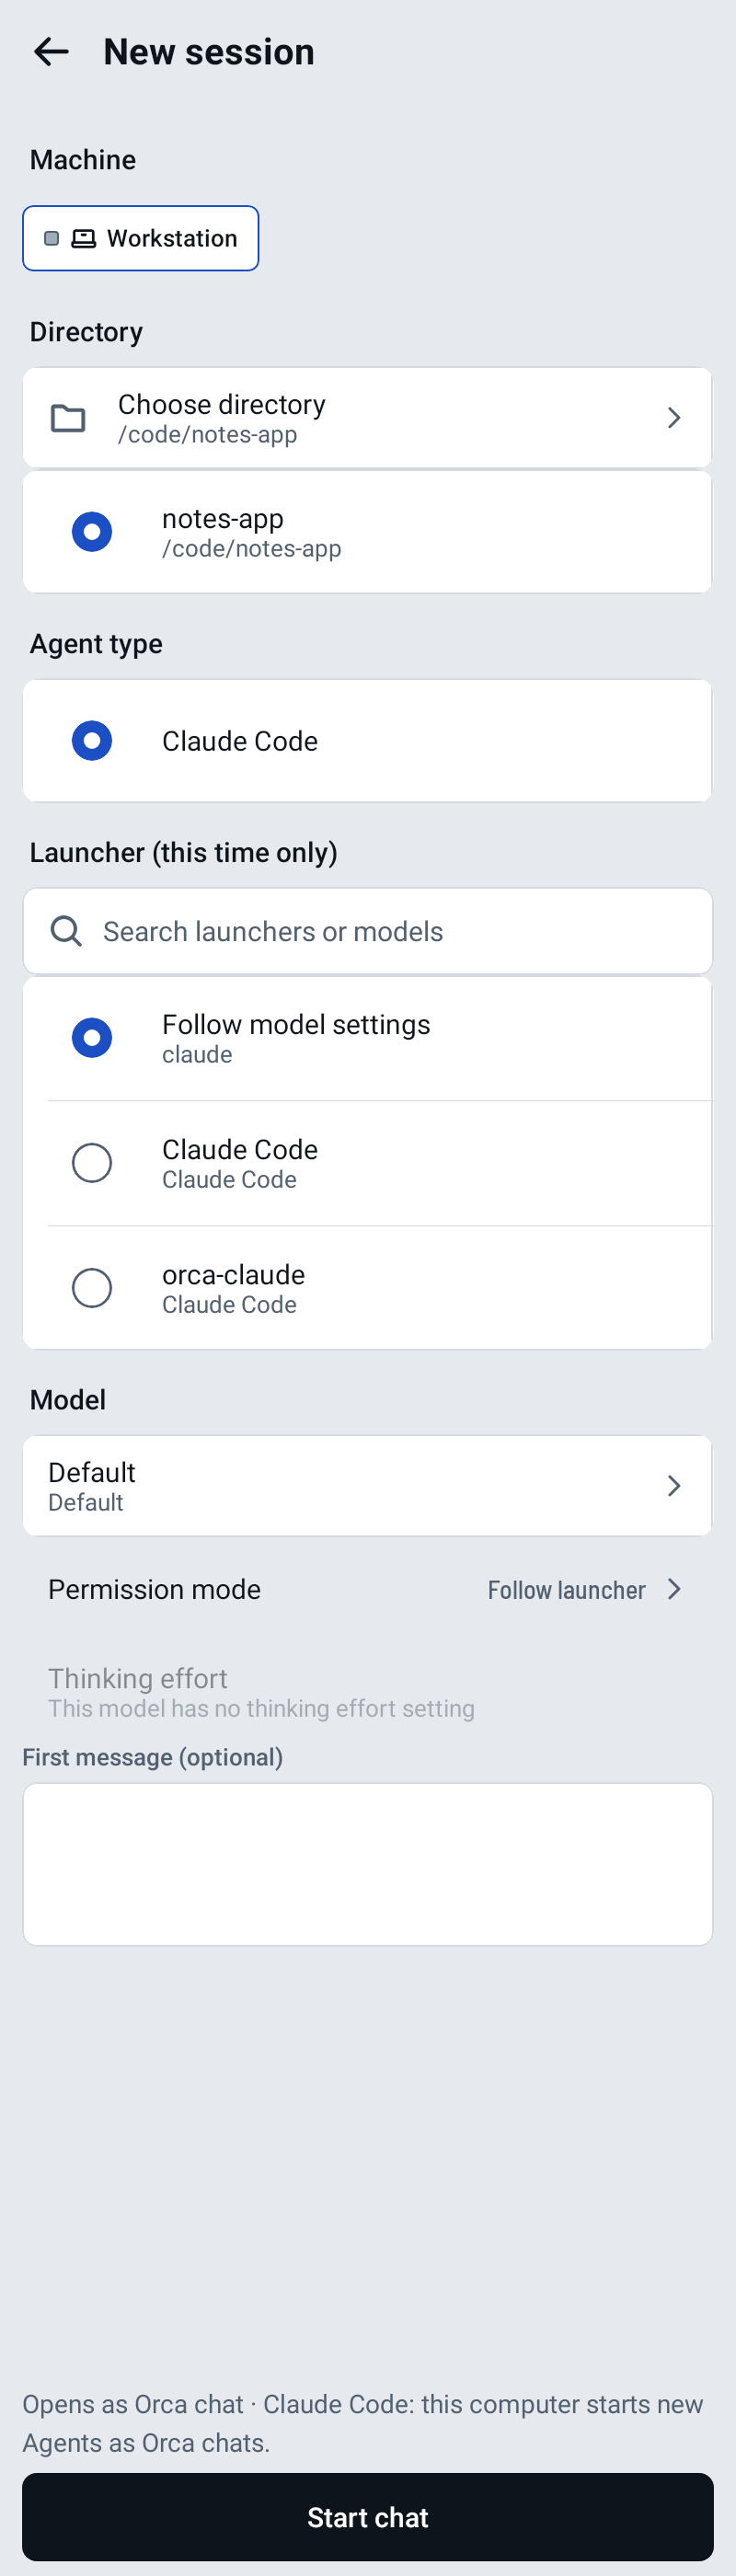 New session
Machine
Workstation
Directory
Choose directory
/code/notes-app
notes-app
/code/notes-app
Agent type
Claude Code
Launcher (this time only)
Search launchers or models
Follow model settings
claude
Claude Code
Claude Code
orca-claude
Claude Code
Model
Default
Default
Permission mode
Follow launcher
Thinking effort
This model has no thinking effort setting
First message (optional)
Opens as Orca chat · Claude Code: this computer starts new
Agents as Orca chats.
Start chat